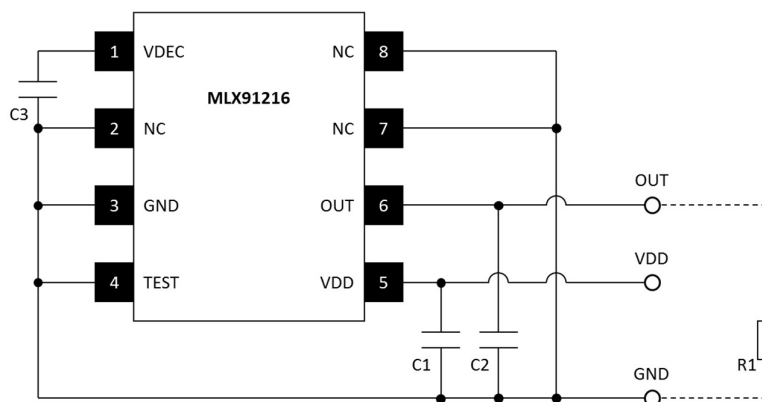 1 VDEC NC 8
MLX91216
C3
2 NC NC 7
OUT
3 GND OUT 6
VDD
4 TEST VDD 5
C1 C2 R1
GND